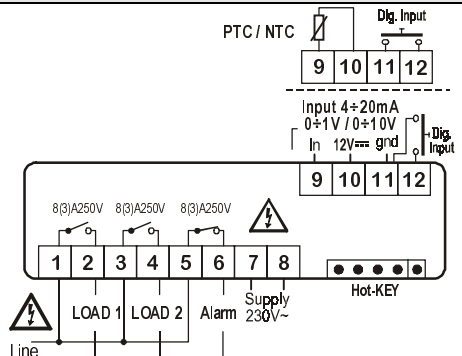 PTC / NTC
Dig. Input
9 10 11 12
Input 4÷20mA
0÷1V / 0÷10V
In 12V⎓ gnd
Dig.
Input
9 10 11 12
8(3)A250V 8(3)A250V 8(3)A250V
1 2 3 4 5 6 7 8
Hot-KEY
LOAD 1 LOAD 2 Alarm Supply
230V~
Line